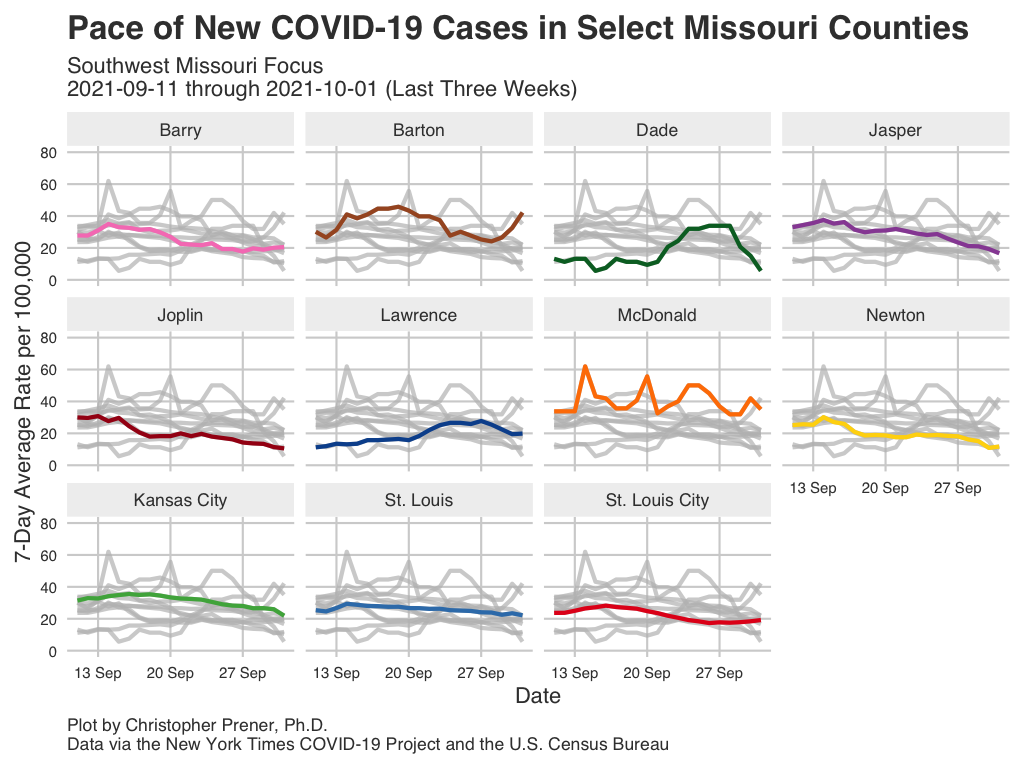 Pace of New COVID-19 Cases in Select Missouri Counties
Southwest Missouri Focus
2021-09-11 through 2021-10-01 (Last Three Weeks)
Barry
Barton
Dade
Jasper
80
60
40
20
0
Joplin
Lawrence
McDonald
Newton
80
60
40
20
0
13 Sep
20 Sep
27 Sep
Kansas City
St. Louis
St. Louis City
80
60
40
20
0
13 Sep
20 Sep
27 Sep
13 Sep
20 Sep
27 Sep
13 Sep
20 Sep
27 Sep
7-Day Average Rate per 100,000
Date
Plot by Christopher Prener, Ph.D.
Data via the New York Times COVID-19 Project and the U.S. Census Bureau